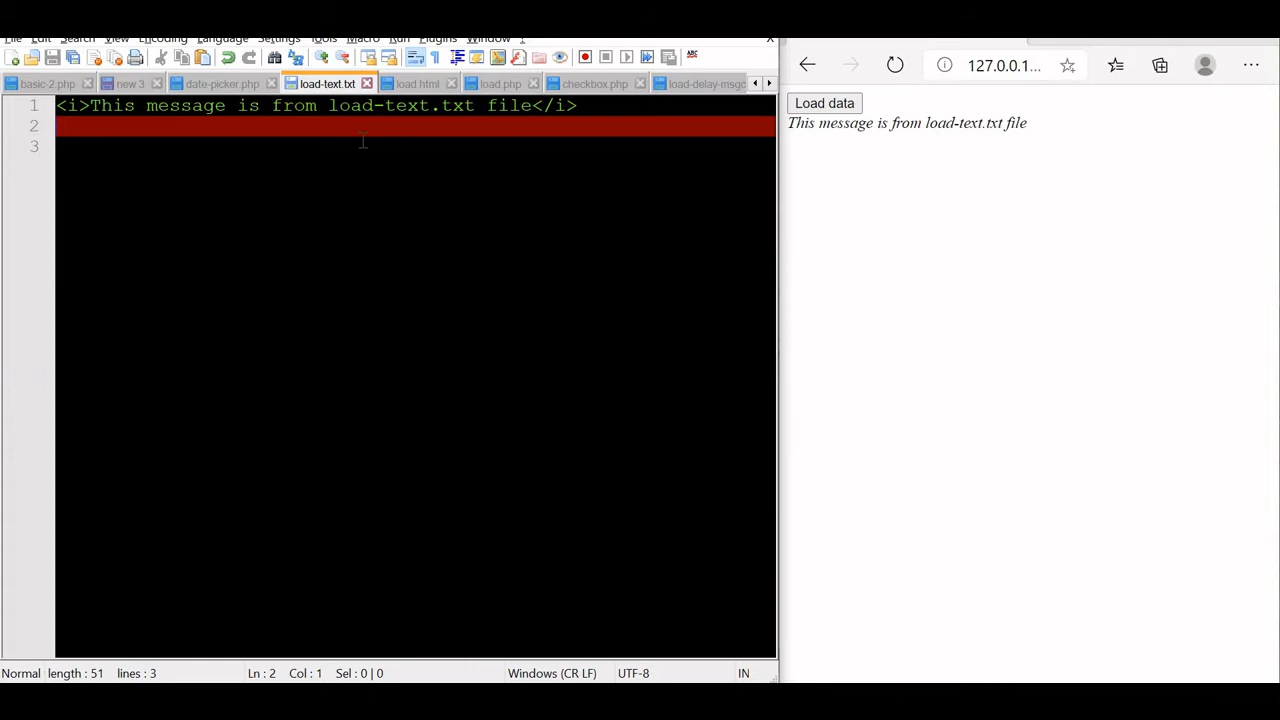 File Edit Search View Encoding Language Settings Tools Macro Run Plugins Window ?
basic-2.php new 3 date-picker.php load-text.txt load.html load.php checkbox.php load-delay-msgc
1 <i>This message is from load-text.txt file</i>
2
3
Normal length : 51 lines : 3 Ln : 2 Col : 1 Sel : 0 | 0 Windows (CR LF) UTF-8 IN
127.0.0.1...
Load data
This message is from load-text.txt file